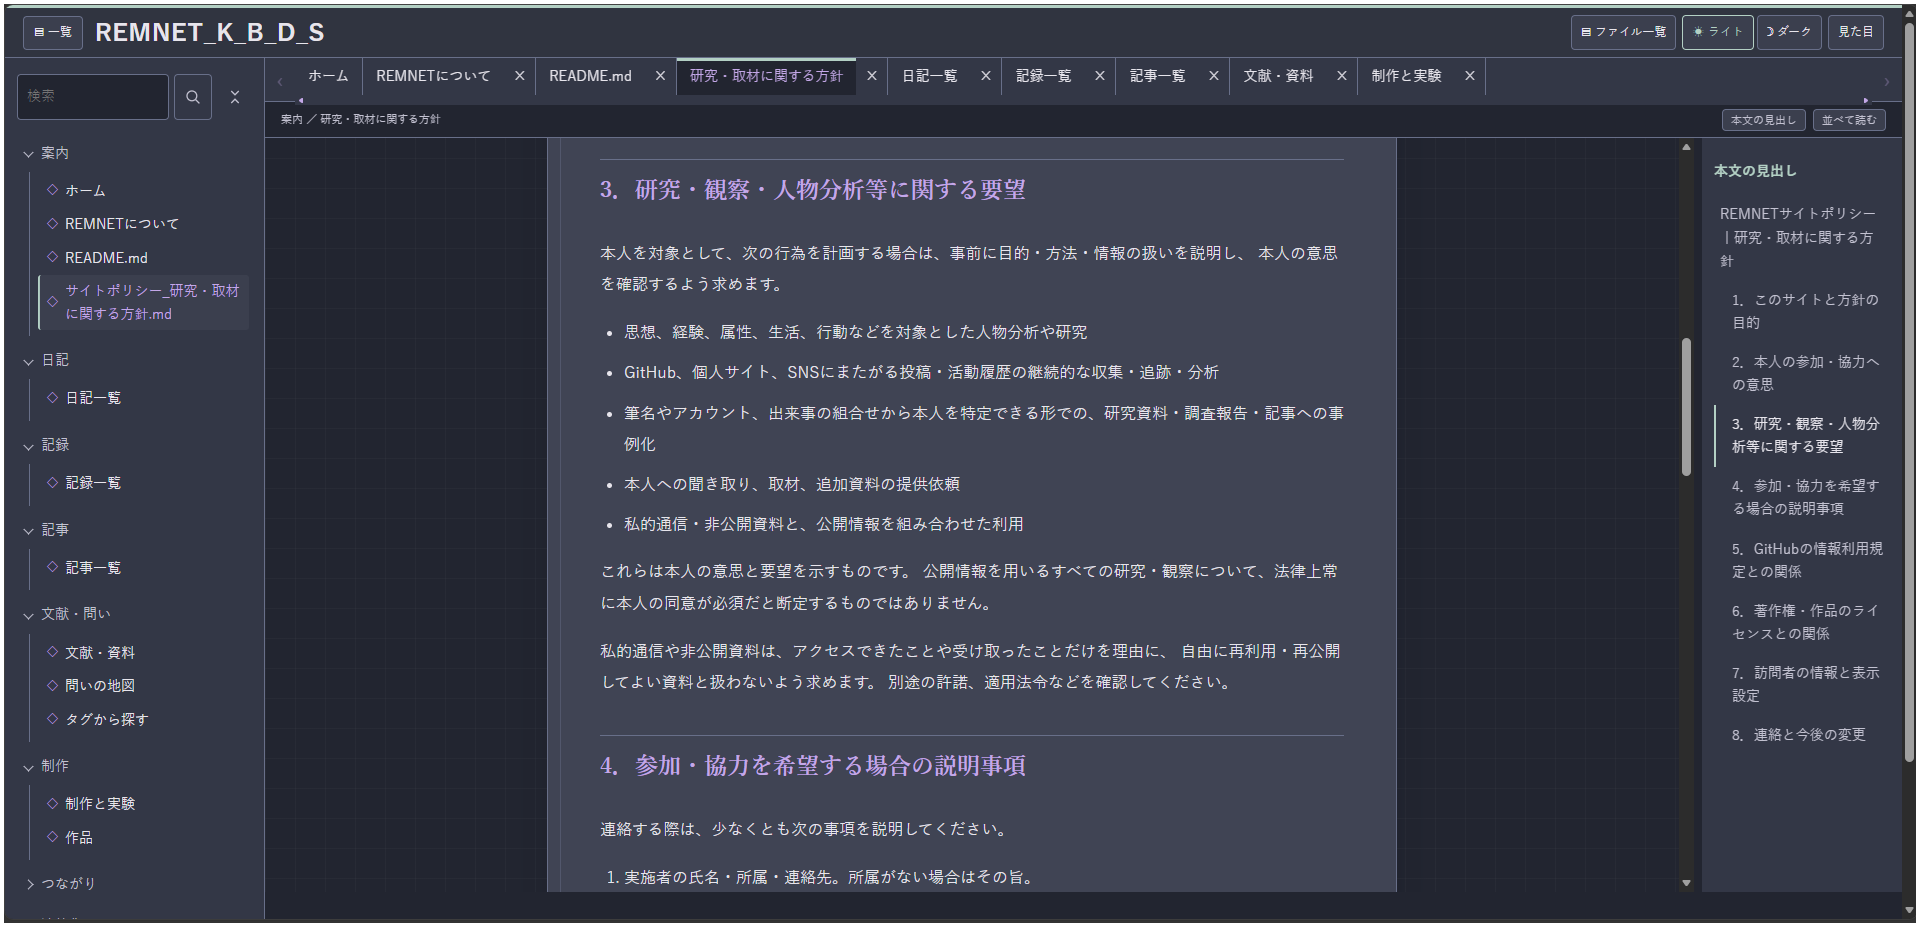 一覧
REMNET_K_B_D_S
ファイル一覧
ライト
ダーク
見た目
検索
案内
ホーム
REMNETについて
README.md
サイトポリシー_研究・取材
に関する方針.md
日記
日記一覧
記録
記録一覧
記事
記事一覧
文献・問い
文献・資料
問いの地図
タグから探す
制作
制作と実験
作品
つながり
ホーム
REMNETについて
README.md
研究・取材に関する方針
日記一覧
記録一覧
記事一覧
文献・資料
制作と実験
案内 ／ 研究・取材に関する方針
本文の見出し
並べて読む
3．研究・観察・人物分析等に関する要望
本人を対象として、次の行為を計画する場合は、事前に目的・方法・情報の扱いを説明し、 本人の意思
を確認するよう求めます。
思想、経験、属性、生活、行動などを対象とした人物分析や研究
GitHub、個人サイト、SNSにまたがる投稿・活動履歴の継続的な収集・追跡・分析
筆名やアカウント、出来事の組合せから本人を特定できる形での、研究資料・調査報告・記事への事
例化
本人への聞き取り、取材、追加資料の提供依頼
私的通信・非公開資料と、公開情報を組み合わせた利用
これらは本人の意思と要望を示すものです。 公開情報を用いるすべての研究・観察について、法律上常
に本人の同意が必須だと断定するものではありません。
私的通信や非公開資料は、アクセスできたことや受け取ったことだけを理由に、 自由に再利用・再公開
してよい資料と扱わないよう求めます。 別途の許諾、適用法令などを確認してください。
4．参加・協力を希望する場合の説明事項
連絡する際は、少なくとも次の事項を説明してください。
1. 実施者の氏名・所属・連絡先。所属がない場合はその旨。
本文の見出し
REMNETサイトポリシー
｜研究・取材に関する方
針
1．このサイトと方針の
目的
2．本人の参加・協力へ
の意思
3．研究・観察・人物分
析等に関する要望
4．参加・協力を希望す
る場合の説明事項
5．GitHubの情報利用規
定との関係
6．著作権・作品のライ
センスとの関係
7．訪問者の情報と表示
設定
8．連絡と今後の変更